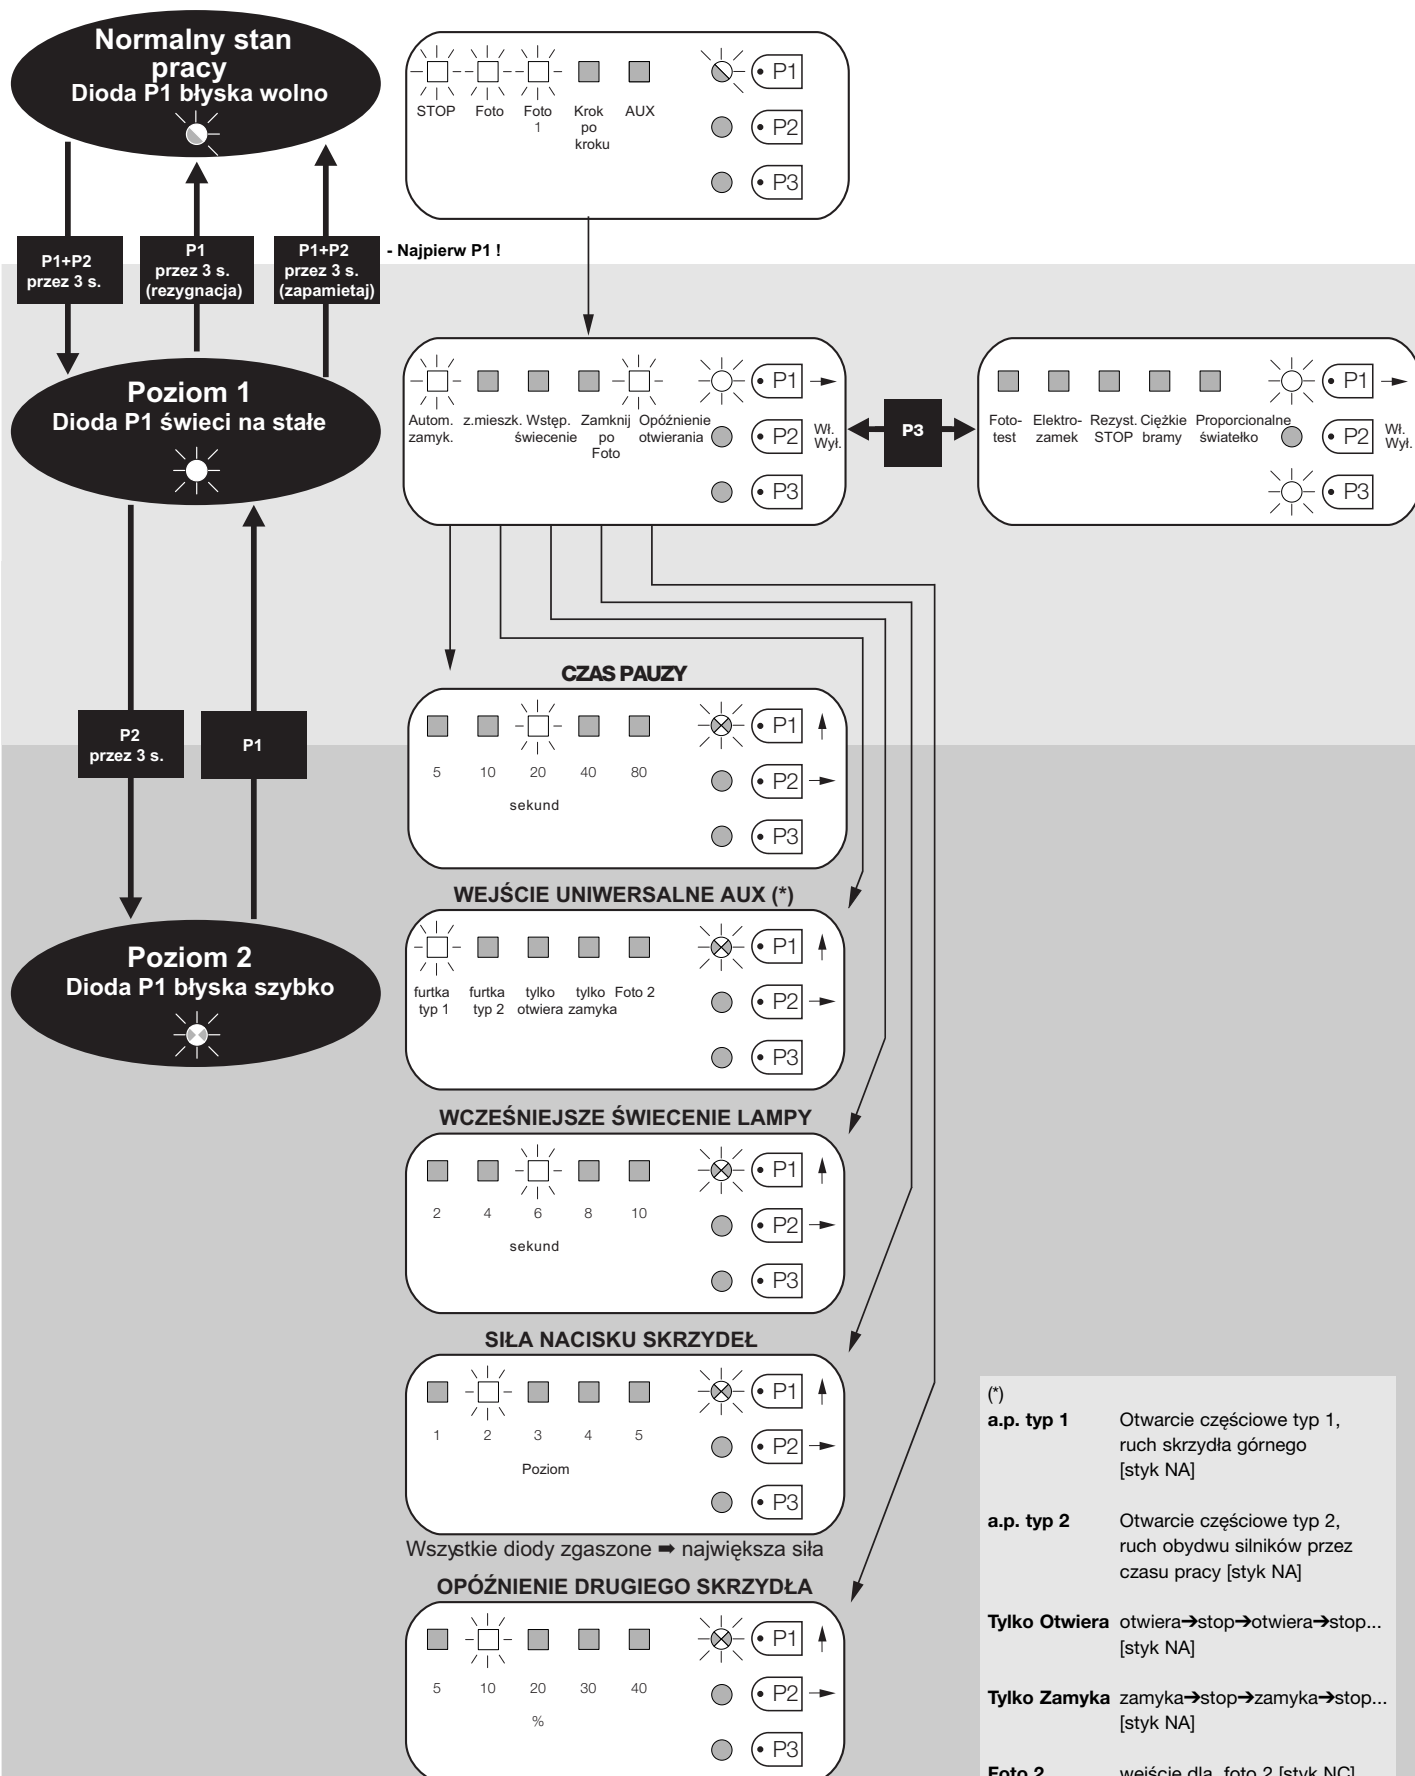 Normalny stan
pracy
Dioda P1 błyska wolno
P1+P2
przez 3 s.
P1
przez 3 s.
(rezygnacja)
P1+P2
przez 3 s.
(zapamietaj)
- Najpierw P1 !
Poziom 1
Dioda P1 świeci na stałe
P2
przez 3 s.
P1
Poziom 2
Dioda P1 błyska szybko
STOP
Foto
Foto
1
Krok
po
kroku
AUX
P1
P2
P3
Autom.
zamyk.
z.mieszk.
Wstęp.
świecenie
Zamknij
po
Foto
Opóźnienie
otwierania
P1
P2
Wł.
Wył.
P3
P3
Foto-
test
Elektro-
zamek
Rezyst.
STOP
Ciężkie
bramy
Proporcionalne
światełko
P1
P2
Wł.
Wył.
P3
CZAS PAUZY
5 10 20 40 80
sekund
P1
P2
P3
WEJŚCIE UNIWERSALNE AUX (*)
furtka
typ 1
furtka
typ 2
tylko
otwiera
tylko
zamyka
Foto 2
P1
P2
P3
WCZEŚNIEJSZE ŚWIECENIE LAMPY
2 4 6 8 10
sekund
P1
P2
P3
SIŁA NACISKU SKRZYDEŁ
1 2 3 4 5
Poziom
P1
P2
P3
Wszystkie diody zgaszone ➡ największa siła
OPÓŹNIENIE DRUGIEGO SKRZYDŁA
5 10 20 30 40
%
P1
P2
P3
(*)
a.p. typ 1 Otwarcie częściowe typ 1,
ruch skrzydła górnego
[styk NA]
a.p. typ 2 Otwarcie częściowe typ 2,
ruch obydwu silników przez
czasu pracy [styk NA]
Tylko Otwiera otwiera➔stop➔otwiera➔stop...
[styk NA]
Tylko Zamyka zamyka➔stop➔zamyka➔stop...
[styk NA]
Foto 2 wejście dla foto 2 [styk NC]